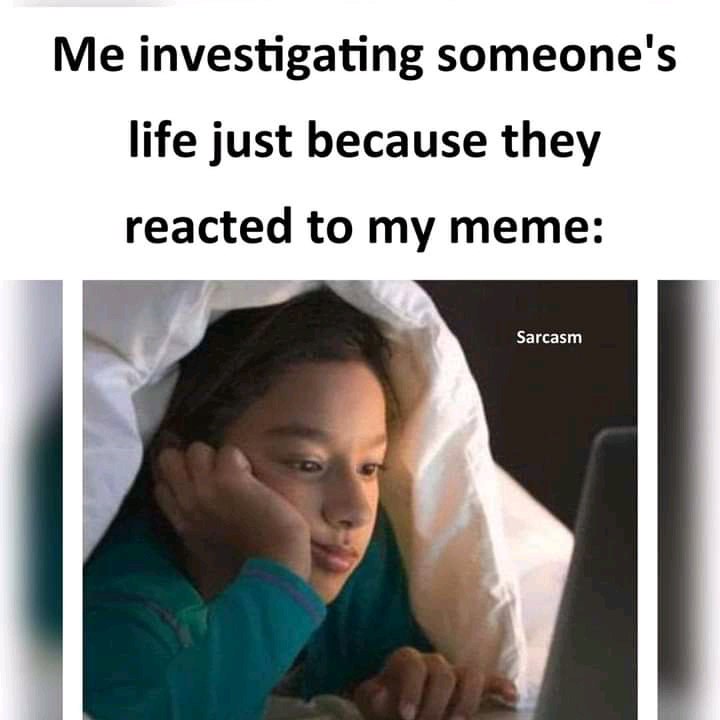 Me investigating someone's
life just because they
reacted to my meme:
Sarcasm